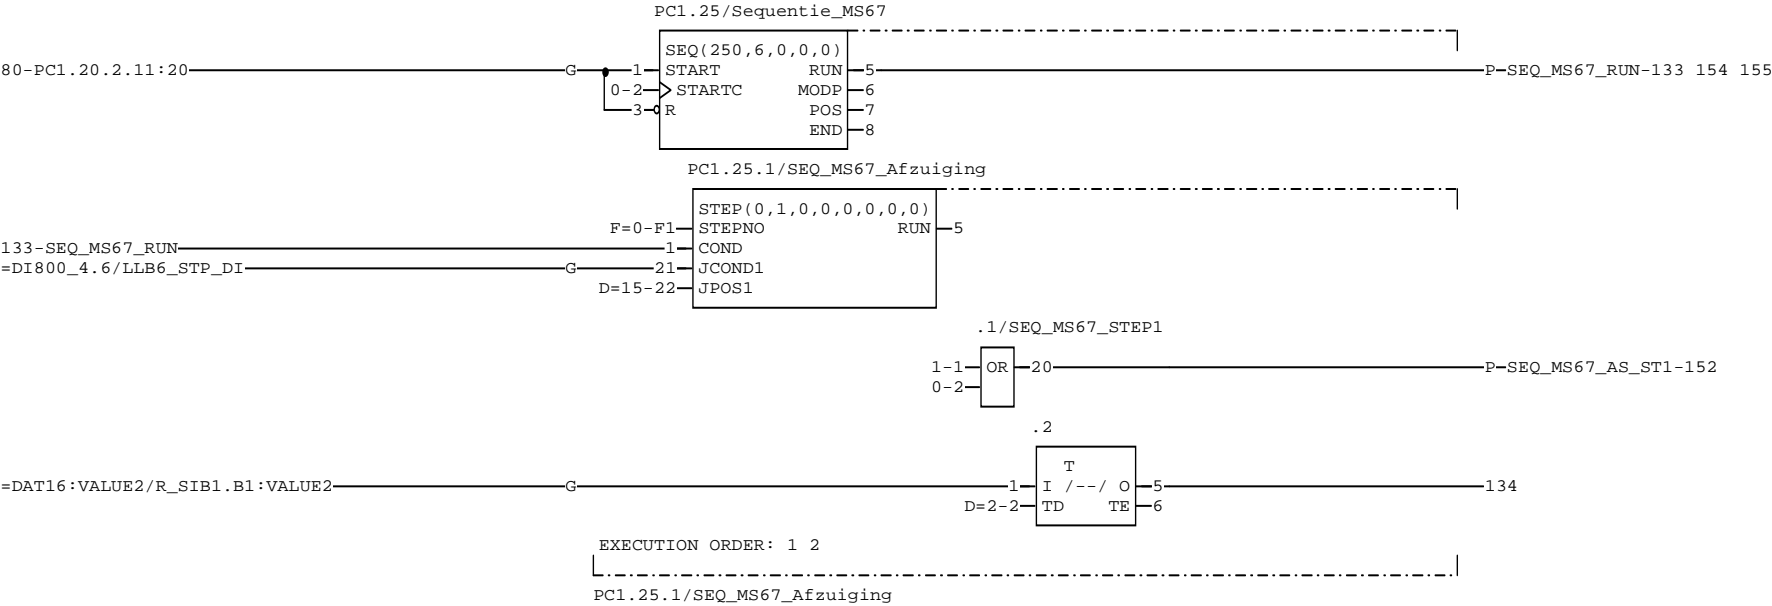 PC1.25/Sequentie_MS67
SEQ(250,6,0,0,0)
80-PC1.20.2.11:20 G 1 START RUN 5 P SEQ_MS67_RUN-133 154 155
0-2 STARTC MODP 6
3 R POS 7
END 8
PC1.25.1/SEQ_MS67_Afzuiging
STEP(0,1,0,0,0,0,0,0)
F=0-F1 STEPNO RUN 5
133-SEQ_MS67_RUN 1 COND
=DI800_4.6/LLB6_STP_DI G 21 JCOND1
D=15-22 JPOS1
.1/SEQ_MS67_STEP1
1-1 OR 20 P SEQ_MS67_AS_ST1-152
0-2
.2
T
=DAT16:VALUE2/R_SIB1.B1:VALUE2 G 1 I /--/ O 5 134
D=2-2 TD TE 6
EXECUTION ORDER: 1 2
PC1.25.1/SEQ_MS67_Afzuiging